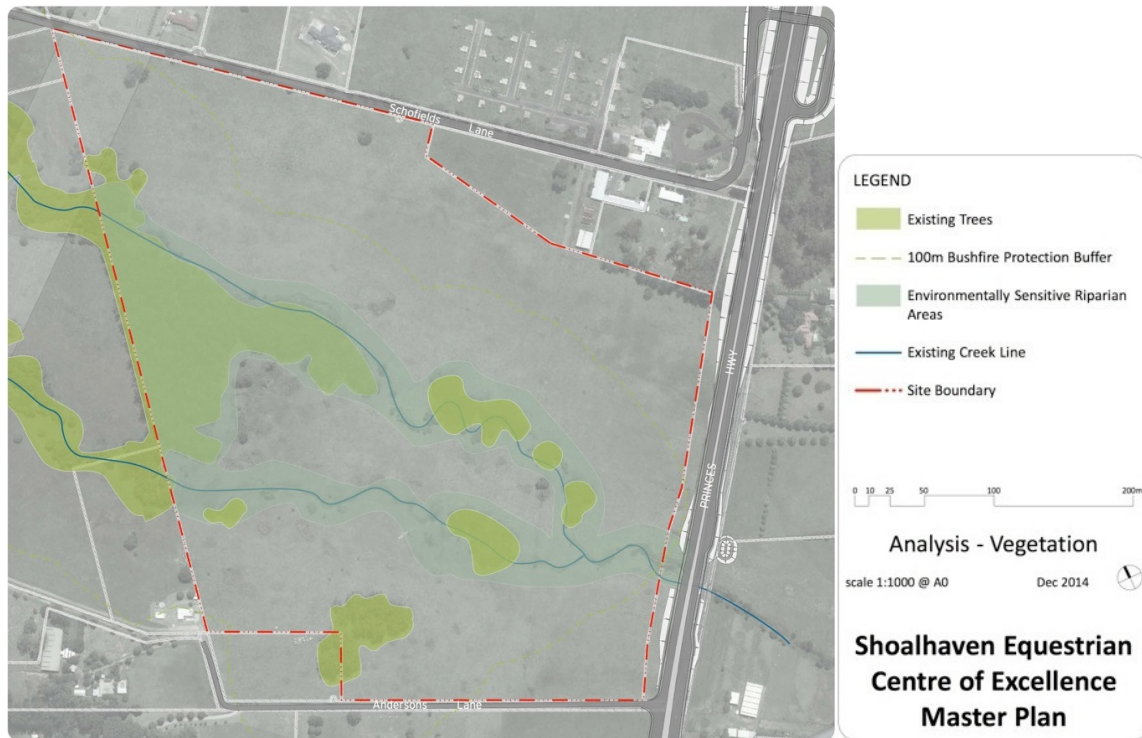 Schofields Lane
PRINCES HWY
Andersons Lane
LEGEND
Existing Trees
100m Bushfire Protection Buffer
Environmentally Sensitive Riparian
Areas
Existing Creek Line
Site Boundary
0 10 25 50 100 200m
Analysis - Vegetation
scale 1:1000 @ A0 Dec 2014
Shoalhaven Equestrian
Centre of Excellence
Master Plan